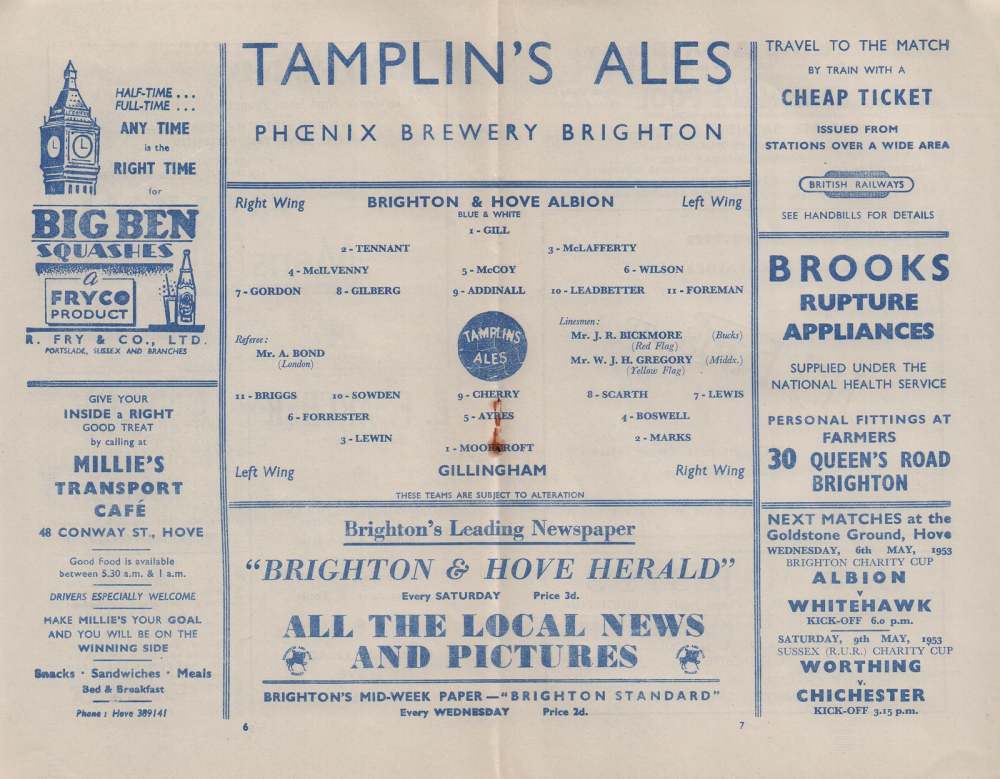 HALF-TIME . . .
FULL-TIME . . .
ANY TIME
is the
RIGHT TIME
for
BIG BEN
SQUASHES
a
FRYCO
PRODUCT
R. FRY & CO., LTD.
PORTSLADE, SUSSEX AND BRANCHES
GIVE YOUR
INSIDE a RIGHT
GOOD TREAT
by calling at
MILLIE'S
TRANSPORT
CAFÉ
48 CONWAY ST., HOVE
Good Food is available
between 5.30 a.m. & 1 a.m.
DRIVERS ESPECIALLY WELCOME
MAKE MILLIE'S YOUR GOAL
AND YOU WILL BE ON THE
WINNING SIDE
Snacks · Sandwiches · Meals
Bed & Breakfast
Phone : Hove 389141
TAMPLIN'S ALES
PHŒNIX BREWERY BRIGHTON
Right Wing BRIGHTON & HOVE ALBION Left Wing
BLUE & WHITE
1 - GILL
2 - TENNANT 3 - McLAFFERTY
4 - McILVENNY 5 - McCOY 6 - WILSON
7 - GORDON 8 - GILBERG 9 - ADDINALL 10 - LEADBETTER 11 - FOREMAN
Referee :
Mr. A. BOND
(London)
TAMPLINS
ALES
Linesmen :
Mr. J. R. BICKMORE (Bucks)
(Red Flag)
Mr. W. J. H. GREGORY (Middx.)
(Yellow Flag)
11 - BRIGGS 10 - SOWDEN 9 - CHERRY 8 - SCARTH 7 - LEWIS
6 - FORRESTER 5 - AYRES 4 - BOSWELL
3 - LEWIN 2 - MARKS
1 - MOORCROFT
Left Wing GILLINGHAM Right Wing
THESE TEAMS ARE SUBJECT TO ALTERATION
Brighton's Leading Newspaper
"BRIGHTON & HOVE HERALD"
Every SATURDAY Price 3d.
ALL THE LOCAL NEWS
AND PICTURES
BRIGHTON'S MID-WEEK PAPER — "BRIGHTON STANDARD"
Every WEDNESDAY Price 2d.
6
7
TRAVEL TO THE MATCH
BY TRAIN WITH A
CHEAP TICKET
ISSUED FROM
STATIONS OVER A WIDE AREA
BRITISH RAILWAYS
SEE HANDBILLS FOR DETAILS
BROOKS
RUPTURE
APPLIANCES
SUPPLIED UNDER THE
NATIONAL HEALTH SERVICE
PERSONAL FITTINGS AT
FARMERS
30 QUEEN'S ROAD
BRIGHTON
NEXT MATCHES at the
Goldstone Ground, Hove
WEDNESDAY, 6th MAY, 1953
BRIGHTON CHARITY CUP
ALBION
v
WHITEHAWK
KICK-OFF 6.0 p.m.
SATURDAY, 9th MAY, 1953
SUSSEX (R.U.R.) CHARITY CUP
WORTHING
v.
CHICHESTER
KICK-OFF 3.15 p.m.